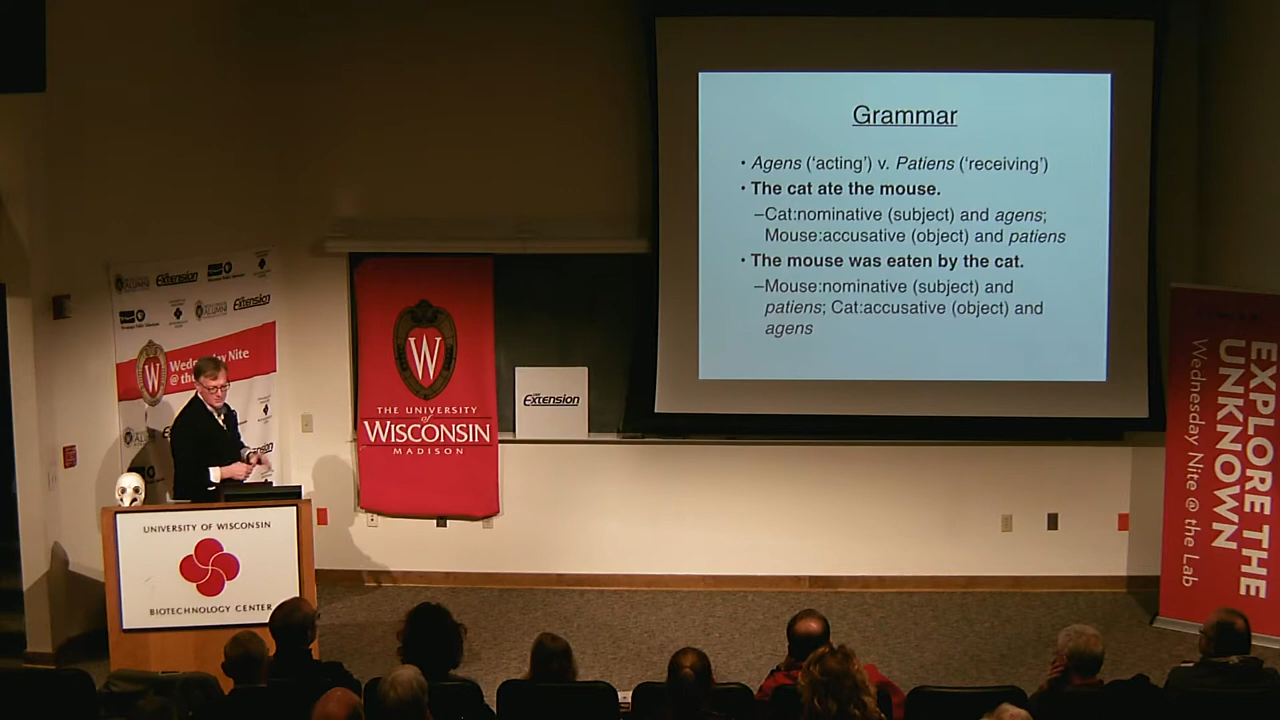 Grammar
• Agens (‘acting’) v. Patiens (‘receiving’)
• The cat ate the mouse.
–Cat:nominative (subject) and agens;
Mouse:accusative (object) and patiens
• The mouse was eaten by the cat.
–Mouse:nominative (subject) and
patiens; Cat:accusative (object) and
agens
Extension
Extension
Wednesday Nite
@ the
W
W
THE UNIVERSITY
of
WISCONSIN
MADISON
Extension
UNIVERSITY OF WISCONSIN
BIOTECHNOLOGY CENTER
EXPLORE THE
UNKNOWN
Wednesday Nite @ the Lab